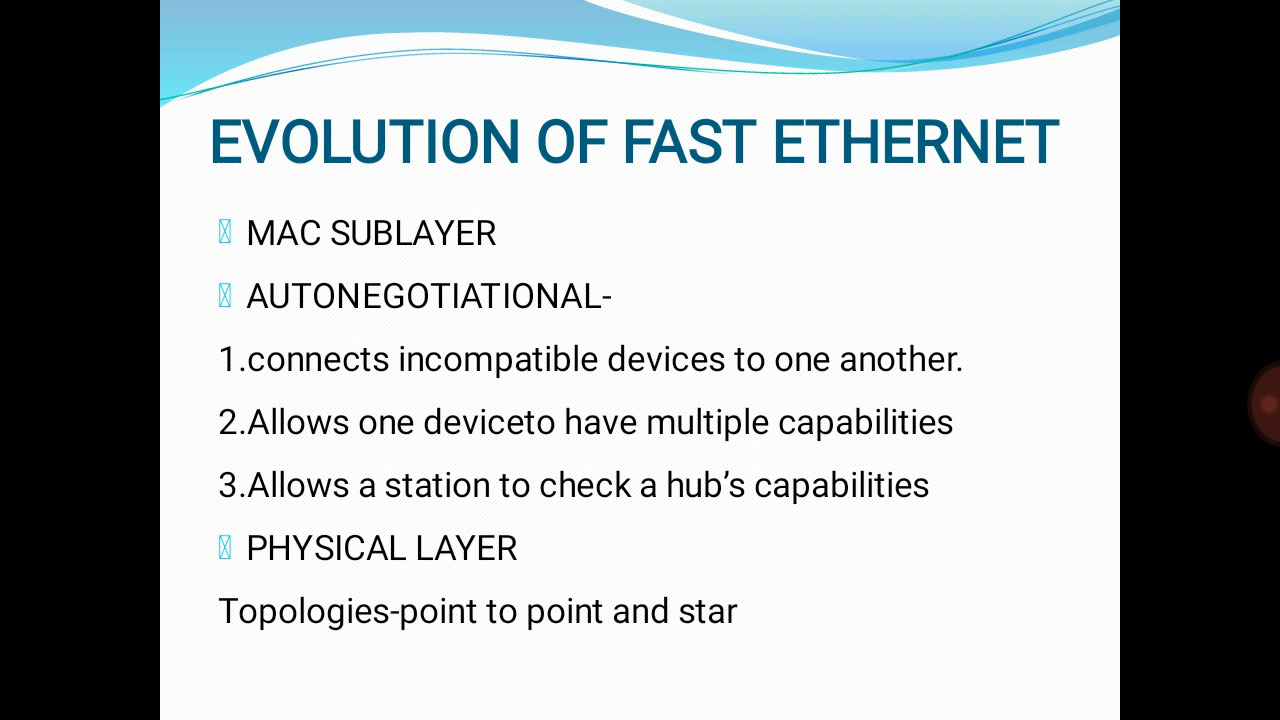 EVOLUTION OF FAST ETHERNET
MAC SUBLAYER
AUTONEGOTIATIONAL-
1.connects incompatible devices to one another.
2.Allows one deviceto have multiple capabilities
3.Allows a station to check a hub’s capabilities
PHYSICAL LAYER
Topologies-point to point and star